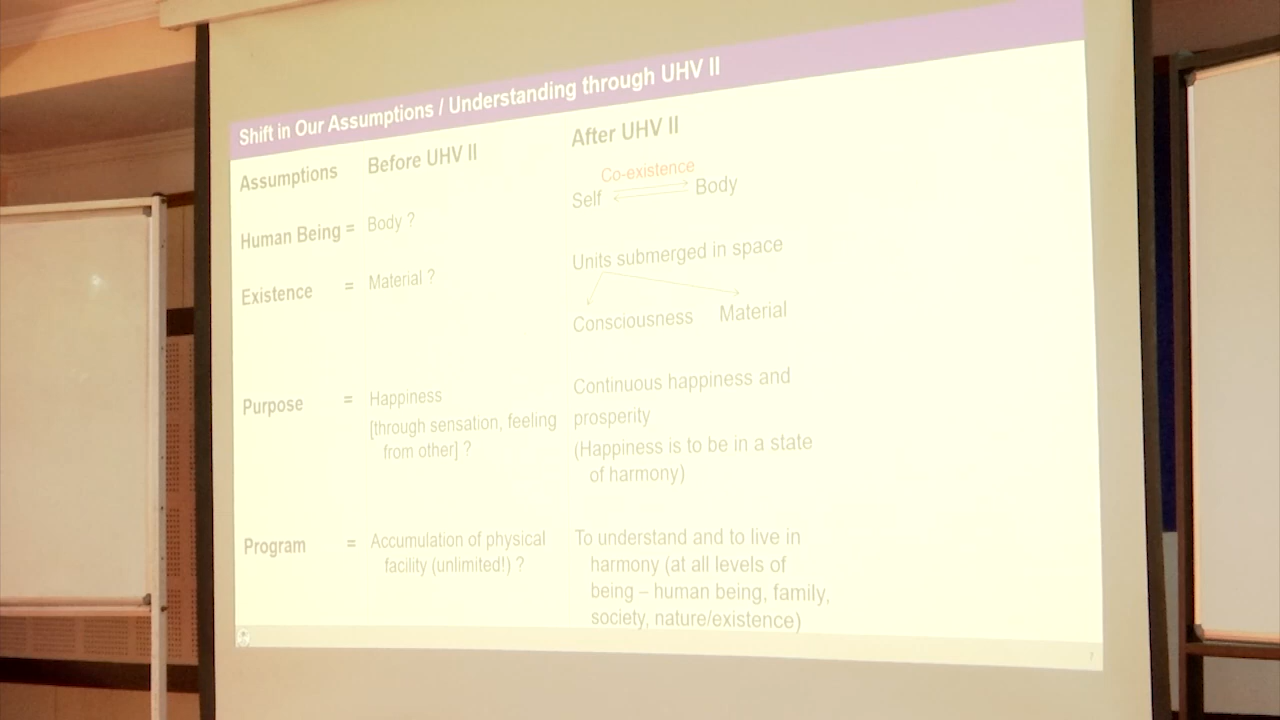 Shift in Our Assumptions / Understanding through UHV II
Assumptions Before UHV II After UHV II
Co-existence
Human Being = Body ? Self Body
Existence = Material ? Units submerged in space
Consciousness Material
Purpose = Happiness Continuous happiness and
[through sensation, feeling prosperity
from other] ? (Happiness is to be in a state
of harmony)
Program = Accumulation of physical To understand and to live in
facility (unlimited!) ? harmony (at all levels of
being – human being, family,
society, nature/existence)